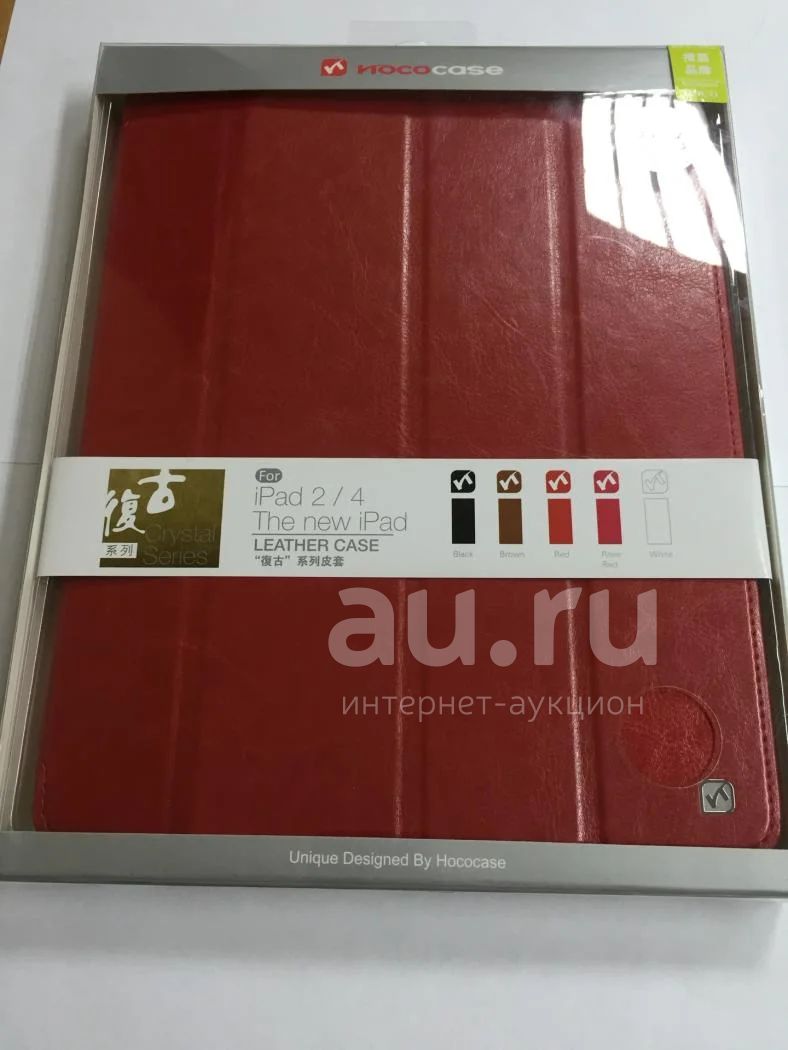 HOCOCASE
復古
Crystal
系列
Series
For
iPad 2 / 4
The new iPad
LEATHER CASE
“復古” 系列皮套
Black
Brown
Red
Rose Red
White
au.ru
интернет-аукцион
Unique Designed By Hococase